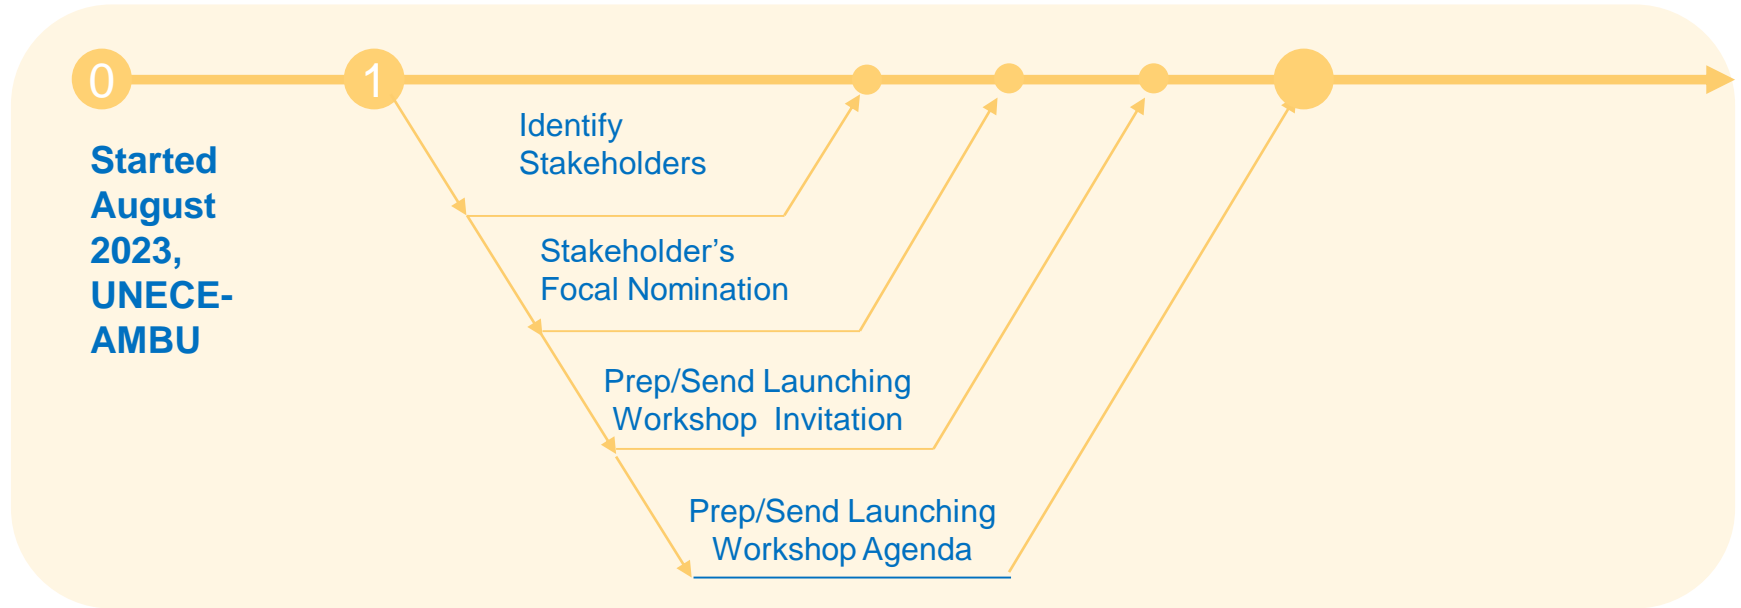 0
1
Identify
Stakeholders
Started
August
2023,
UNECE-
AMBU
Stakeholder’s
Focal Nomination
Prep/Send Launching
Workshop  Invitation
Prep/Send Launching
Workshop Agenda